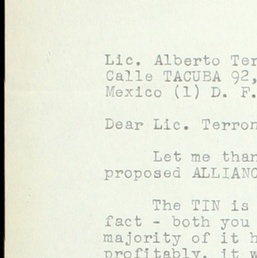 Lic. Alberto Ter
Calle TACUBA 92,
Mexico (1) D. F.
Dear Lic. Terron
Let me than
proposed ALLIANC
The TIN is
fact - both you
majority of it h
profitably, it w